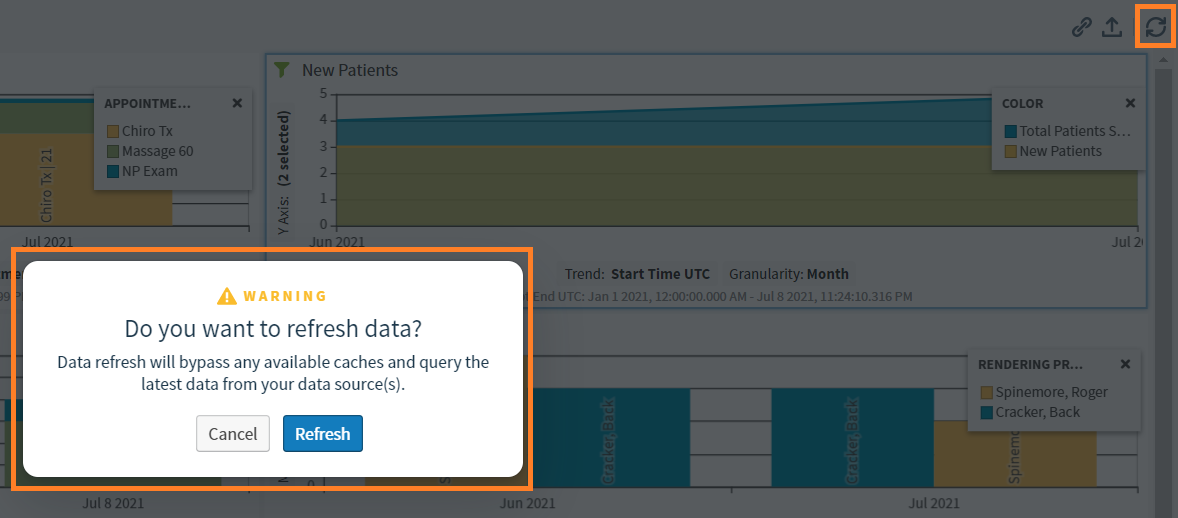 New Patients
APPOINTME...
Chiro Tx
Massage 60
NP Exam
Chiro Tx | 21
Jul 2021
Y Axis: (2 selected)
5
4
3
2
1
0
COLOR
Total Patients S...
New Patients
Jun 2021
Jul 20
Trend: Start Time UTC Granularity: Month
End UTC: Jan 1 2021, 12:00:00.000 AM - Jul 8 2021, 11:24:10.316 PM
WARNING
Do you want to refresh data?
Data refresh will bypass any available caches and query the
latest data from your data source(s).
Cancel
Refresh
RENDERING PR...
Spinemore, Roger
Cracker, Back
Cracker, Back
Cracker, Back
Spinem
0
Jul 8 2021
Jun 2021
Jul 2021